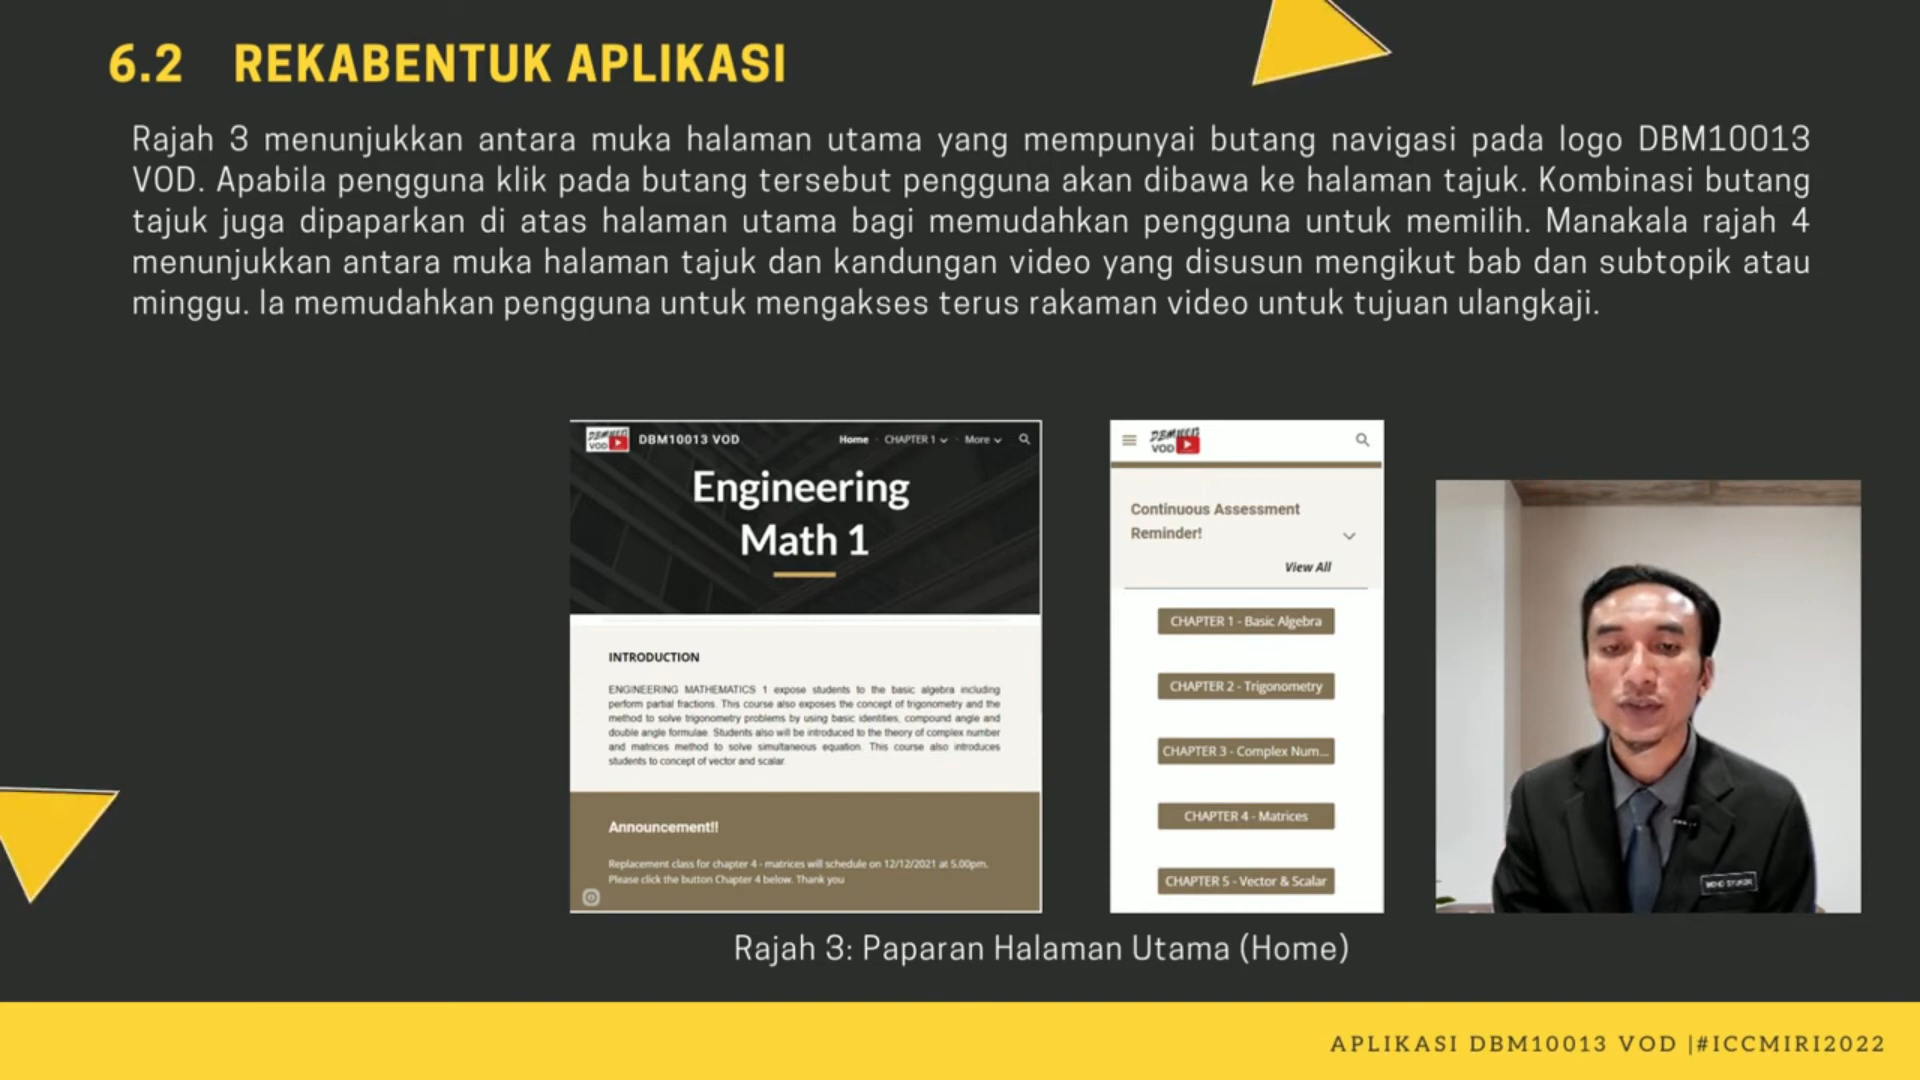 6.2 REKABENTUK APLIKASI
Rajah 3 menunjukkan antara muka halaman utama yang mempunyai butang navigasi pada logo DBM10013
VOD. Apabila pengguna klik pada butang tersebut pengguna akan dibawa ke halaman tajuk. Kombinasi butang
tajuk juga dipaparkan di atas halaman utama bagi memudahkan pengguna untuk memilih. Manakala rajah 4
menunjukkan antara muka halaman tajuk dan kandungan video yang disusun mengikut bab dan subtopik atau
minggu. Ia memudahkan pengguna untuk mengakses terus rakaman video untuk tujuan ulangkaji.
DBM10013
VOD
DBM10013 VOD
Home
CHAPTER 1
More
Engineering
Math 1
INTRODUCTION
ENGINEERING MATHEMATICS 1 expose students to the basic algebra including
perform partial fractions. This course also exposes the concept of trigonometry and the
method to solve trigonometry problems by using basic identities, compound angle and
double angle formulae. Students also will be introduced to the theory of complex number
and matrices method to solve simultaneous equation. This course also introduces
students to concept of vector and scalar.
Announcement!!
Replacement class for chapter 4 - matrices will schedule on 12/12/2021 at 5.00pm.
Please click the button Chapter 4 below. Thank you
DBM10013
VOD
Continuous Assessment
Reminder!
View All
CHAPTER 1 - Basic Algebra
CHAPTER 2 - Trigonometry
CHAPTER 3 - Complex Num...
CHAPTER 4 - Matrices
CHAPTER 5 - Vector & Scalar
Rajah 3: Paparan Halaman Utama (Home)
APLIKASI DBM10013 VOD |#ICCMIRI2022